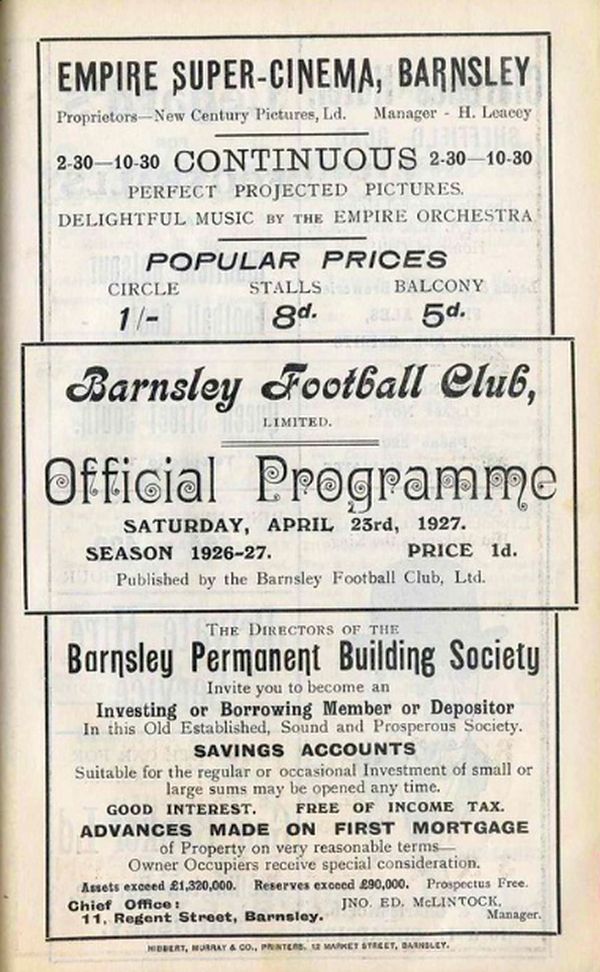 EMPIRE SUPER-CINEMA, BARNSLEY
Proprietors—New Century Pictures, Ld. Manager - H. Leacey
2-30—10-30 CONTINUOUS 2-30—10-30
PERFECT PROJECTED PICTURES.
DELIGHTFUL MUSIC BY THE EMPIRE ORCHESTRA
POPULAR PRICES
CIRCLE STALLS BALCONY
1/- 8d. 5d.
Barnsley Football Club,
LIMITED.
Official Programme
SATURDAY, APRIL 23rd, 1927.
SEASON 1926-27. PRICE 1d.
Published by the Barnsley Football Club, Ltd.
THE DIRECTORS OF THE
Barnsley Permanent Building Society
Invite you to become an
Investing or Borrowing Member or Depositor
In this Old Established, Sound and Prosperous Society.
SAVINGS ACCOUNTS
Suitable for the regular or occasional Investment of small or
large sums may be opened any time.
GOOD INTEREST. FREE OF INCOME TAX.
ADVANCES MADE ON FIRST MORTGAGE
of Property on very reasonable terms—
Owner Occupiers receive special consideration.
Assets exceed £1,320,000. Reserves exceed £90,000. Prospectus Free.
Chief Office: JNO. ED. McLINTOCK,
11, Regent Street, Barnsley. Manager.
HIBBERT, MURRAY & CO., PRINTERS, 12 MARKET STREET, BARNSLEY.